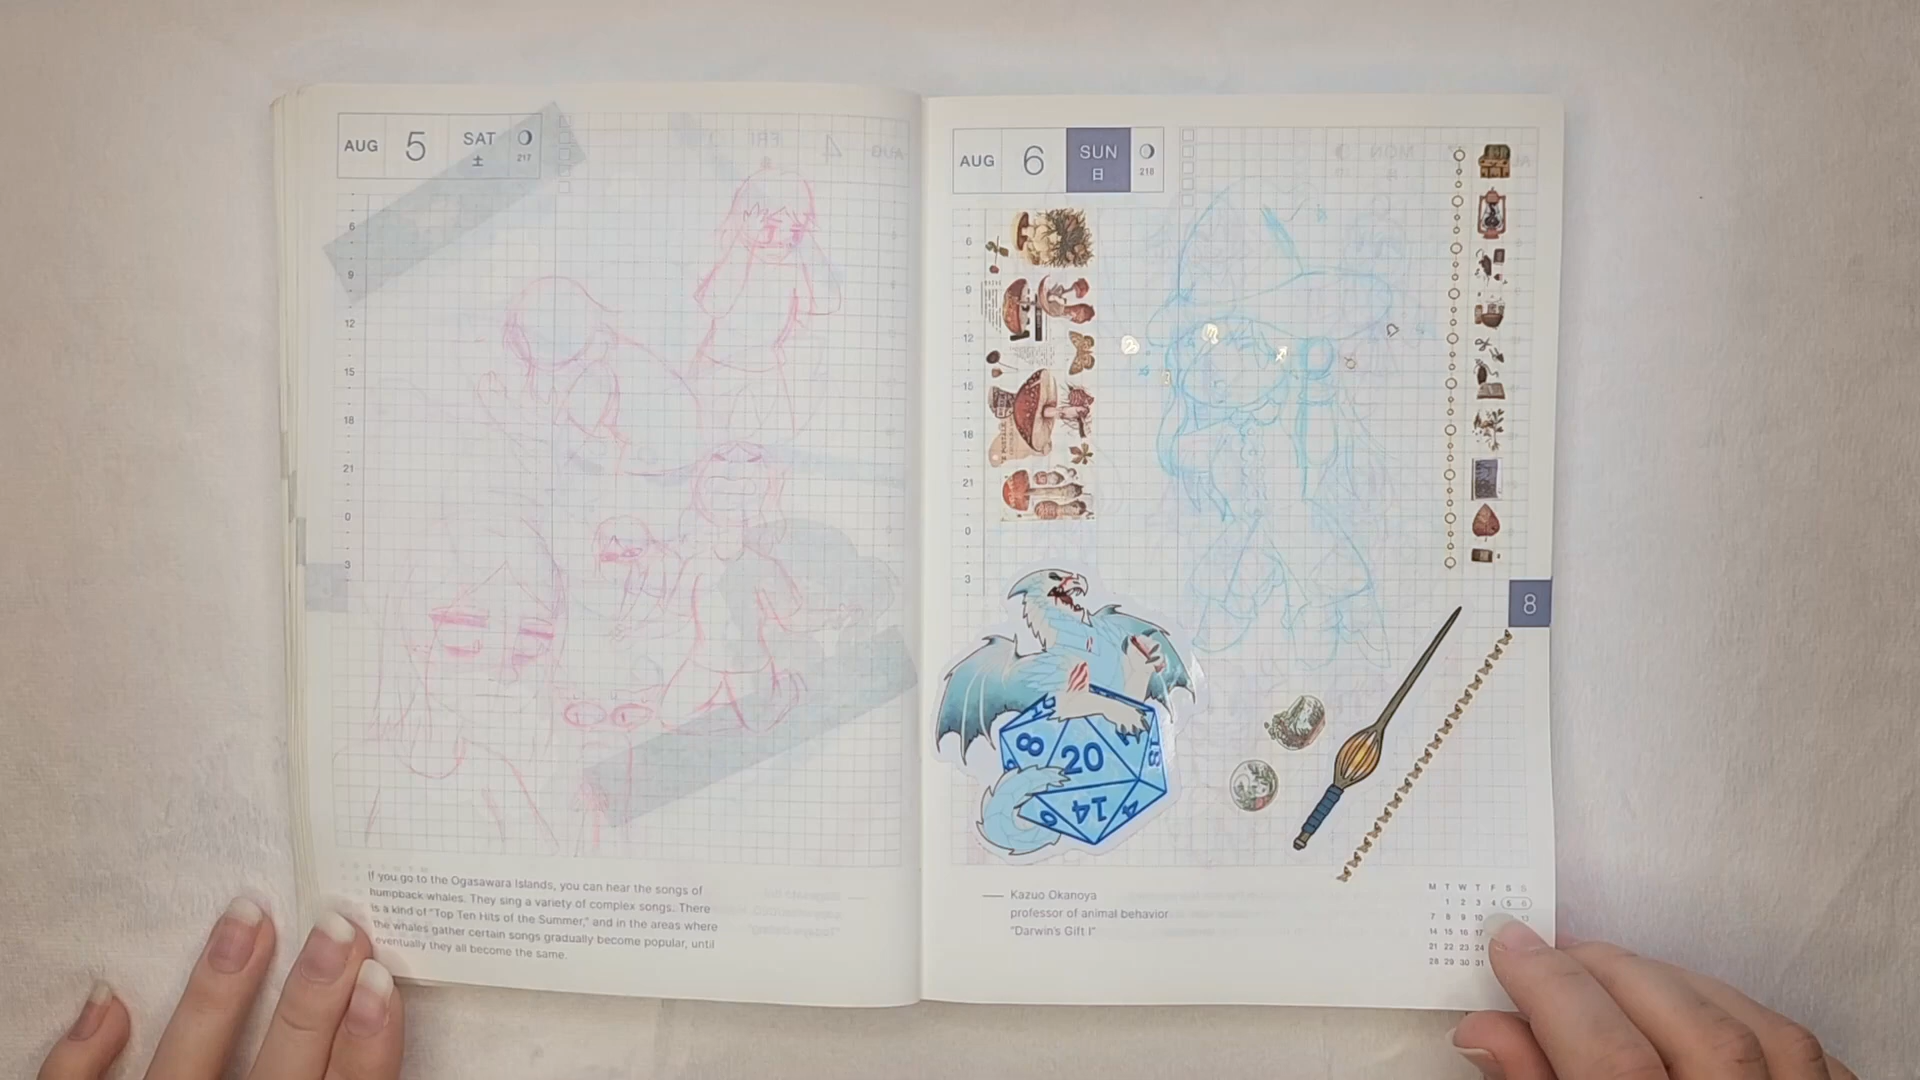 AUG 5 SAT
土 217
6
9
12
15
18
21
0
3
If you go to the Ogasawara Islands, you can hear the songs of
humpback whales. They sing a variety of complex songs. There
is a kind of "Top Ten Hits of the Summer," and in the areas where
the whales gather certain songs gradually become popular, until
eventually they all become the same.
AUG 6 SUN
日 218
6
9
12
15
18
21
0
3
8
8 20
14
18
4
Kazuo Okanoya
professor of animal behavior
"Darwin's Gift I"
M T W T F S S
1 2 3 4 5 6
7 8 9 10 13
14 15 16 17
21 22 23 24
28 29 30 31